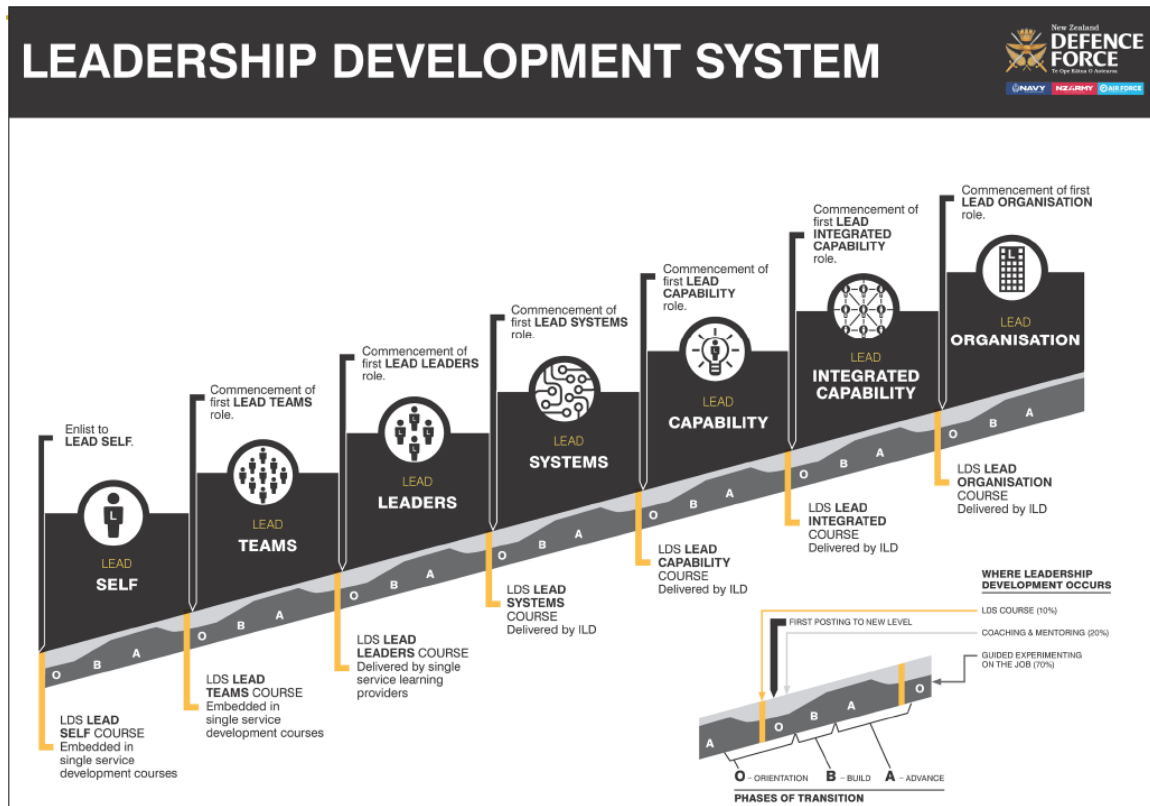 LEADERSHIP DEVELOPMENT SYSTEM
New Zealand
DEFENCE
FORCE
Te Ope Kātua O Aotearoa
NAVY
NZARMY
AIR FORCE
Enlist to
LEAD SELF.
Commencement of
first LEAD TEAMS
role.
Commencement of
first LEAD LEADERS
role.
Commencement of
first LEAD SYSTEMS
role.
Commencement of
first LEAD
CAPABILITY
role.
Commencement of
first LEAD
INTEGRATED
CAPABILITY
role.
Commencement of first
LEAD ORGANISATION
role.
L
LEAD
SELF
LEAD
TEAMS
L
L
L
L
LEAD
LEADERS
LEAD
SYSTEMS
L
LEAD
CAPABILITY
LEAD
INTEGRATED
CAPABILITY
L
LEAD
ORGANISATION
O B A O B A O B A O B A O B A O B A O B A
LDS LEAD
SELF COURSE
Embedded in
single service
development courses
LDS LEAD
TEAMS COURSE
Embedded in
single service
development courses
LDS LEAD
LEADERS COURSE
Delivered by single
service learning
providers
LDS LEAD
SYSTEMS
COURSE
Delivered by ILD
LDS LEAD
CAPABILITY
COURSE
Delivered by ILD
LDS LEAD
INTEGRATED
COURSE
Delivered by ILD
LDS LEAD
ORGANISATION
COURSE
Delivered by ILD
WHERE LEADERSHIP
DEVELOPMENT OCCURS
LDS COURSE (10%)
FIRST POSTING TO NEW LEVEL
COACHING & MENTORING (20%)
GUIDED EXPERIMENTING
ON THE JOB (70%)
A O B A O
O – ORIENTATION
B – BUILD
A – ADVANCE
PHASES OF TRANSITION